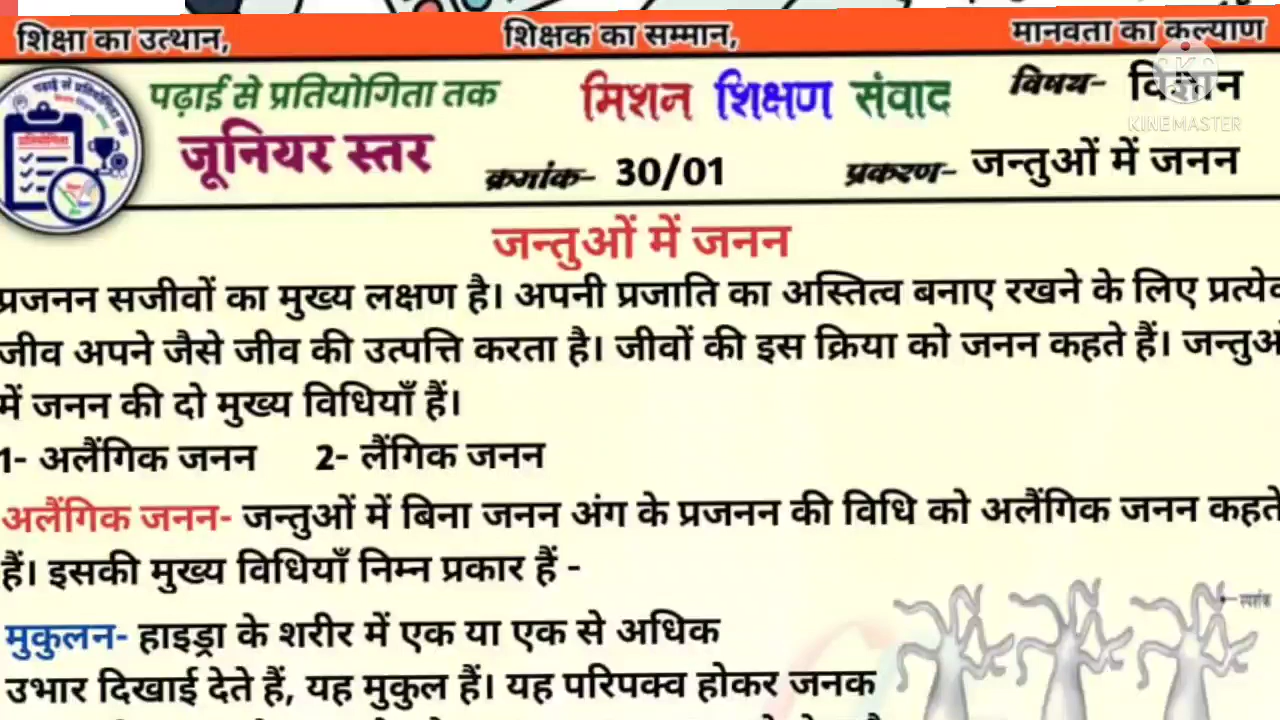 शिक्षा का उत्थान, शिक्षक का सम्मान, मानवता का कल्याण
पढ़ाई से प्रतियोगिता तक मिशन शिक्षण संवाद विषय- विज्ञान
KINEMASTER
जूनियर स्तर क्रमांक- 30/01 प्रकरण- जन्तुओं में जनन
जन्तुओं में जनन
प्रजनन सजीवों का मुख्य लक्षण है। अपनी प्रजाति का अस्तित्व बनाए रखने के लिए
जीव अपने जैसे जीव की उत्पत्ति करता है। जीवों की इस क्रिया को जनन कहते हैं।
में जनन की दो मुख्य विधियाँ हैं।
1- अलैंगिक जनन 2- लैंगिक जनन
अलैंगिक जनन- जन्तुओं में बिना जनन अंग के प्रजनन की विधि को अलैंगिक जनन कहते
हैं। इसकी मुख्य विधियाँ निम्न प्रकार हैं -
मुकुलन- हाइड्रा के शरीर में एक या एक से अधिक
उभार दिखाई देते हैं, यह मुकुल हैं। यह परिपक्व होकर जनक